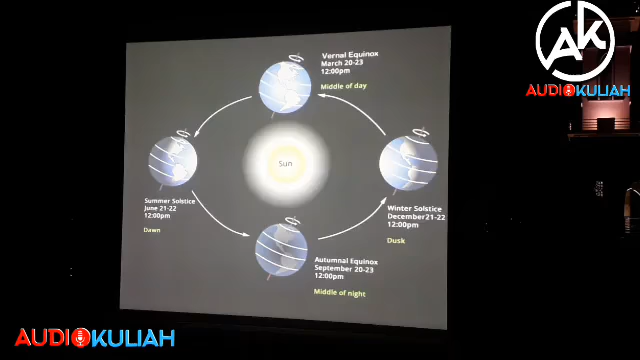 Vernal Equinox
March 20-23
12:00pm
Middle of day
AK
AUDIOKULIAH
Sun
Summer Solstice
June 21-22
12:00pm
Dawn
Winter Solstice
December21-22
12:00pm
Dusk
Autumnal Equinox
September 20-23
12:00pm
Middle of night
AUDIOKULIAH